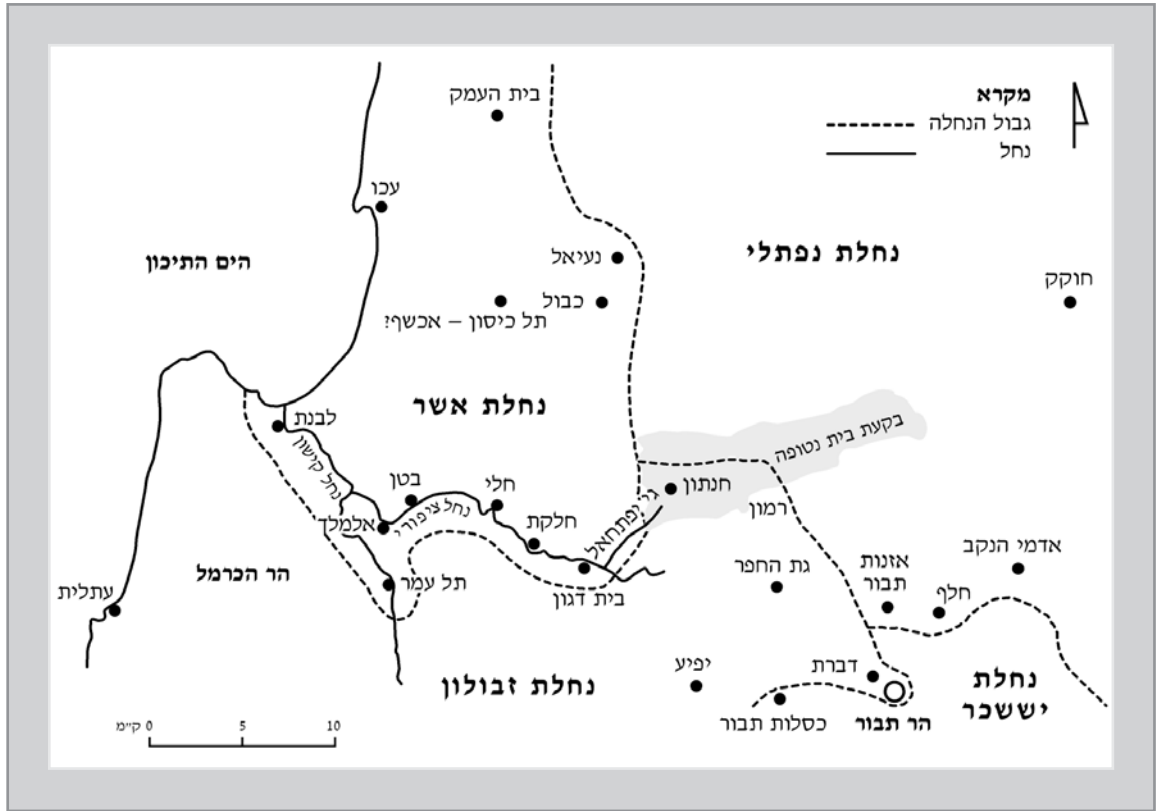 מקרא
גבול הנחלה
נחל
בית העמק
עכו
נעיאל
נחלת נפתלי
הים התיכון
חוקק
כבול
תל כיסון – אכשף?
נחלת אשר
לבנת
בקעת בית נטופה
נחל קישון
בטן
חלי
חנתון
נחל ציפורי
גי יפתחאל
רמון
אלמלך
חלקת
אדמי הנקב
אזנות
תבור
הר הכרמל
תל עמר
גת החפר
חלף
עתלית
בית דגון
יפיע
דברת
נחלת
יששכר
נחלת זבולון
כסלות תבור
הר תבור
0 5 10 ק״מ